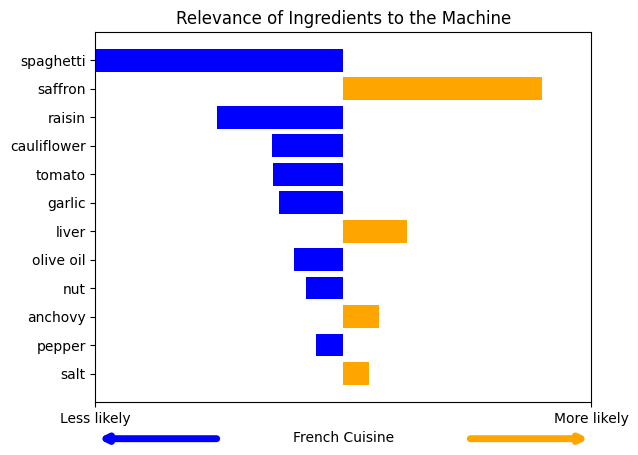 Relevance of Ingredients to the Machine
spaghetti
saffron
raisin
cauliflower
tomato
garlic
liver
olive oil
nut
anchovy
pepper
salt
Less likely
More likely
French Cuisine